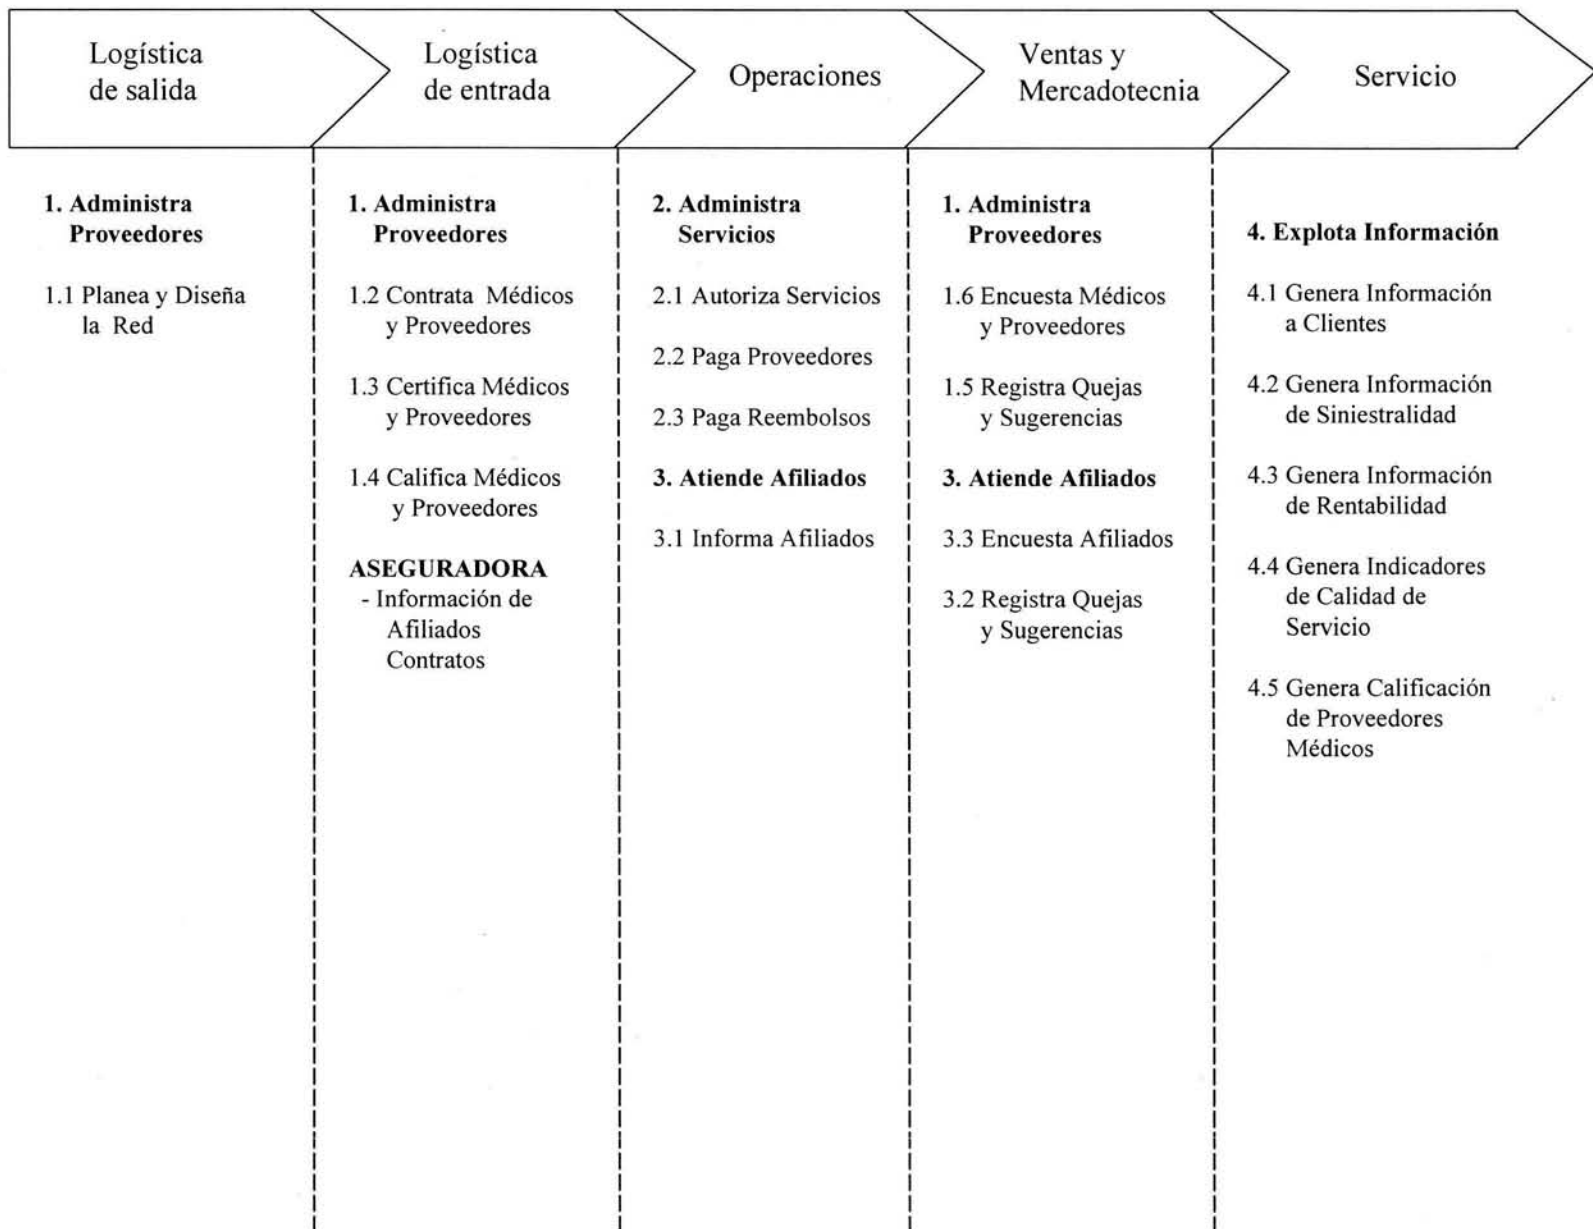 Logística
de salida
Logística
de entrada
Operaciones
Ventas y
Mercadotecnia
Servicio
1. Administra
Proveedores
1.1 Planea y Diseña
la Red
1. Administra
Proveedores
1.2 Contrata Médicos
y Proveedores
1.3 Certifica Médicos
y Proveedores
1.4 Califica Médicos
y Proveedores
ASEGURADORA
- Información de
Afiliados
Contratos
2. Administra
Servicios
2.1 Autoriza Servicios
2.2 Paga Proveedores
2.3 Paga Reembolsos
3. Atiende Afiliados
3.1 Informa Afiliados
1. Administra
Proveedores
1.6 Encuesta Médicos
y Proveedores
1.5 Registra Quejas
y Sugerencias
3. Atiende Afiliados
3.3 Encuesta Afiliados
3.2 Registra Quejas
y Sugerencias
4. Explota Información
4.1 Genera Información
a Clientes
4.2 Genera Información
de Siniestralidad
4.3 Genera Información
de Rentabilidad
4.4 Genera Indicadores
de Calidad de
Servicio
4.5 Genera Calificación
de Proveedores
Médicos